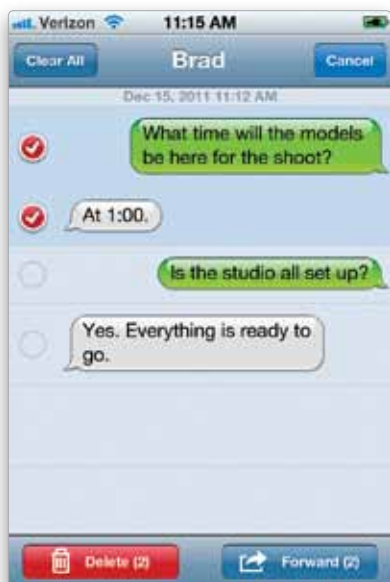 Verizon 11:15 AM
Clear All Brad Cancel
Dec 15, 2011 11:12 AM
What time will the models
be here for the shoot?
At 1:00.
Is the studio all set up?
Yes. Everything is ready to
go.
Delete (2) Forward (2)